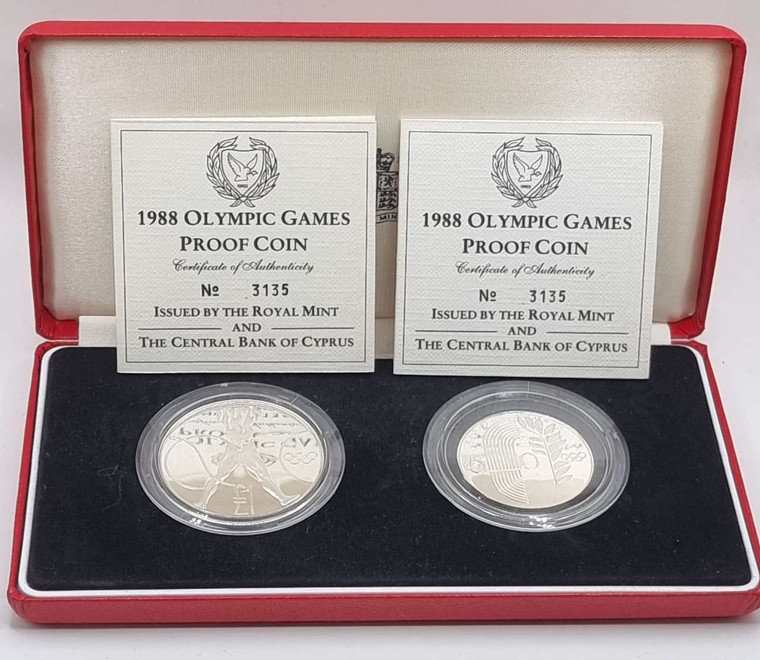 1988 OLYMPIC GAMES
PROOF COIN
Certificate of Authenticity
№ 3135
ISSUED BY THE ROYAL MINT
AND
THE CENTRAL BANK OF CYPRUS
1988 OLYMPIC GAMES
PROOF COIN
Certificate of Authenticity
№ 3135
ISSUED BY THE ROYAL MINT
AND
THE CENTRAL BANK OF CYPRUS
MIN
£1